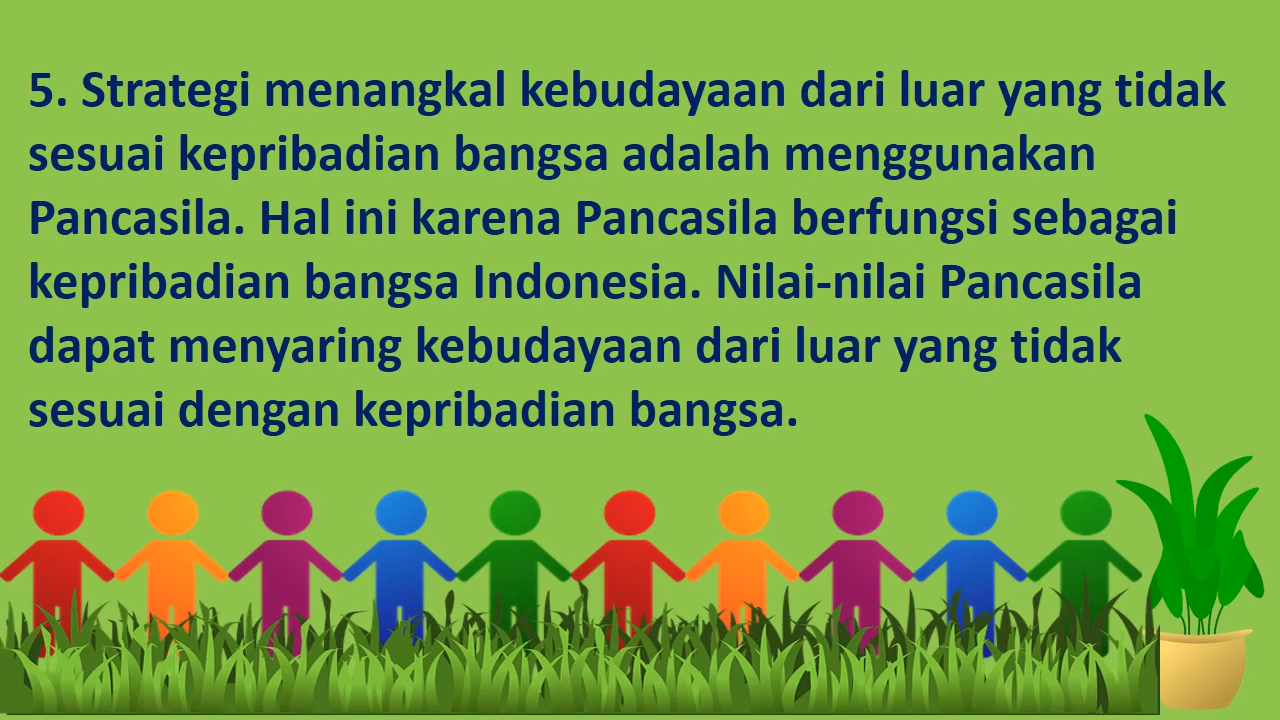 5. Strategi menangkal kebudayaan dari luar yang tidak
sesuai kepribadian bangsa adalah menggunakan
Pancasila. Hal ini karena Pancasila berfungsi sebagai
kepribadian bangsa Indonesia. Nilai-nilai Pancasila
dapat menyaring kebudayaan dari luar yang tidak
sesuai dengan kepribadian bangsa.